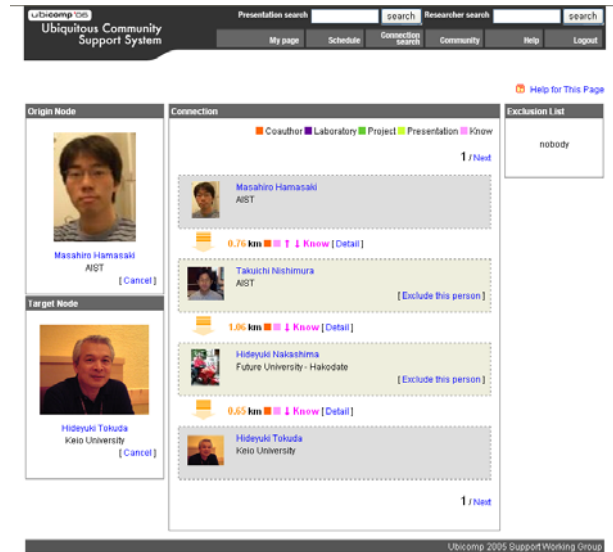 Ubicomp '05
Ubiquitous Community
Support System
Presentation search search Researcher search search
My page Schedule Connection search Community Help Logout
Help for This Page
Origin Node
Masahiro Hamasaki
AIST
[ Cancel ]
Target Node
Hideyuki Tokuda
Keio University
[ Cancel ]
Connection
Coauthor Laboratory Project Presentation Know
1 / Next
Masahiro Hamasaki
AIST
0.76 km ↑ ↓ Know [ Detail ]
Takuichi Nishimura
AIST
[ Exclude this person ]
1.06 km ↓ Know [ Detail ]
Hideyuki Nakashima
Future University - Hakodate
[ Exclude this person ]
0.65 km ↓ Know [ Detail ]
Hideyuki Tokuda
Keio University
1 / Next
Exclusion List
nobody
Ubicomp 2005 Support Working Group